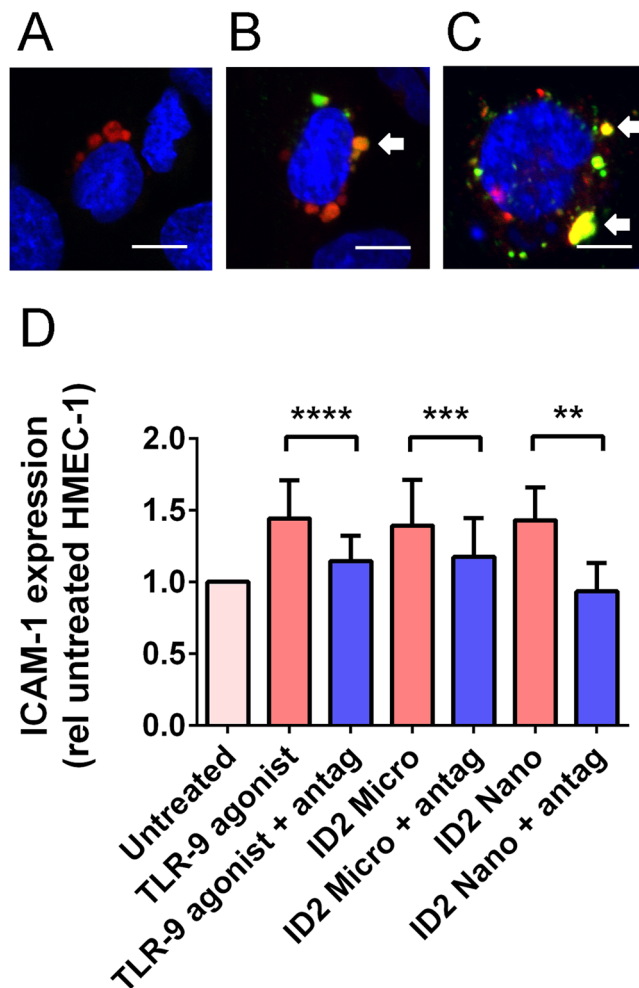 A
B
C
D
ICAM-1 expression
(rel untreated HMEC-1)
2.0
1.5
1.0
0.5
0.0
****
***
**
Untreated
TLR-9 agonist
TLR-9 agonist + antag
ID2 Micro
ID2 Micro + antag
ID2 Nano
ID2 Nano + antag